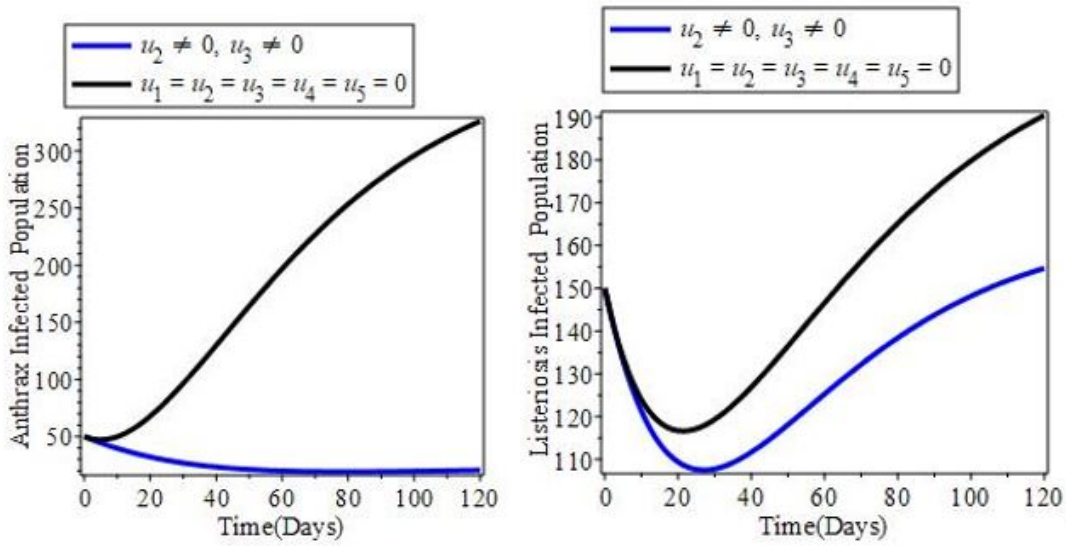 u₂ ≠ 0, u₃ ≠ 0
u₁ = u₂ = u₃ = u₄ = u₅ = 0
Anthrax Infected Population
300
250
200
150
100
50
0 20 40 60 80 100 120
Time(Days)
u₂ ≠ 0, u₃ ≠ 0
u₁ = u₂ = u₃ = u₄ = u₅ = 0
Listeriosis Infected Population
190
180
170
160
150
140
130
120
110
0 20 40 60 80 100 120
Time(Days)